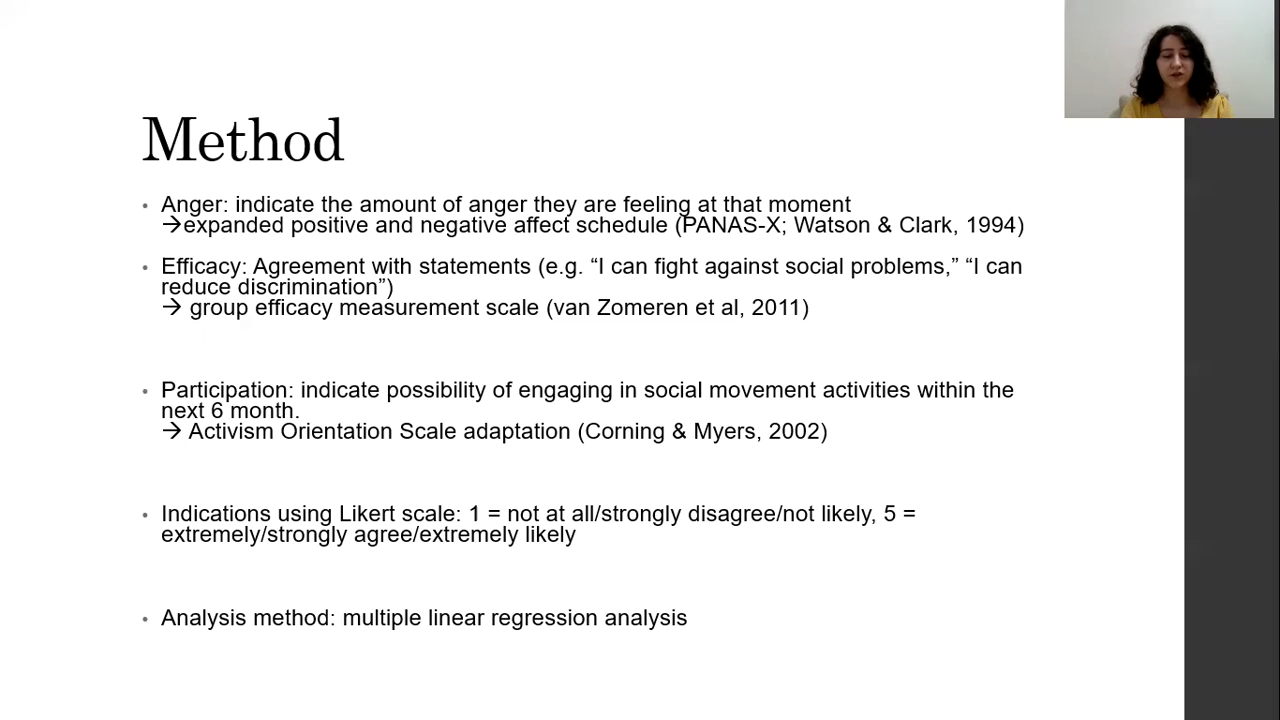 Method
• Anger: indicate the amount of anger they are feeling at that moment
→expanded positive and negative affect schedule (PANAS-X; Watson & Clark, 1994)
• Efficacy: Agreement with statements (e.g. “I can fight against social problems,” “I can
reduce discrimination”)
→ group efficacy measurement scale (van Zomeren et al, 2011)
• Participation: indicate possibility of engaging in social movement activities within the
next 6 month.
→ Activism Orientation Scale adaptation (Corning & Myers, 2002)
• Indications using Likert scale: 1 = not at all/strongly disagree/not likely, 5 =
extremely/strongly agree/extremely likely
• Analysis method: multiple linear regression analysis